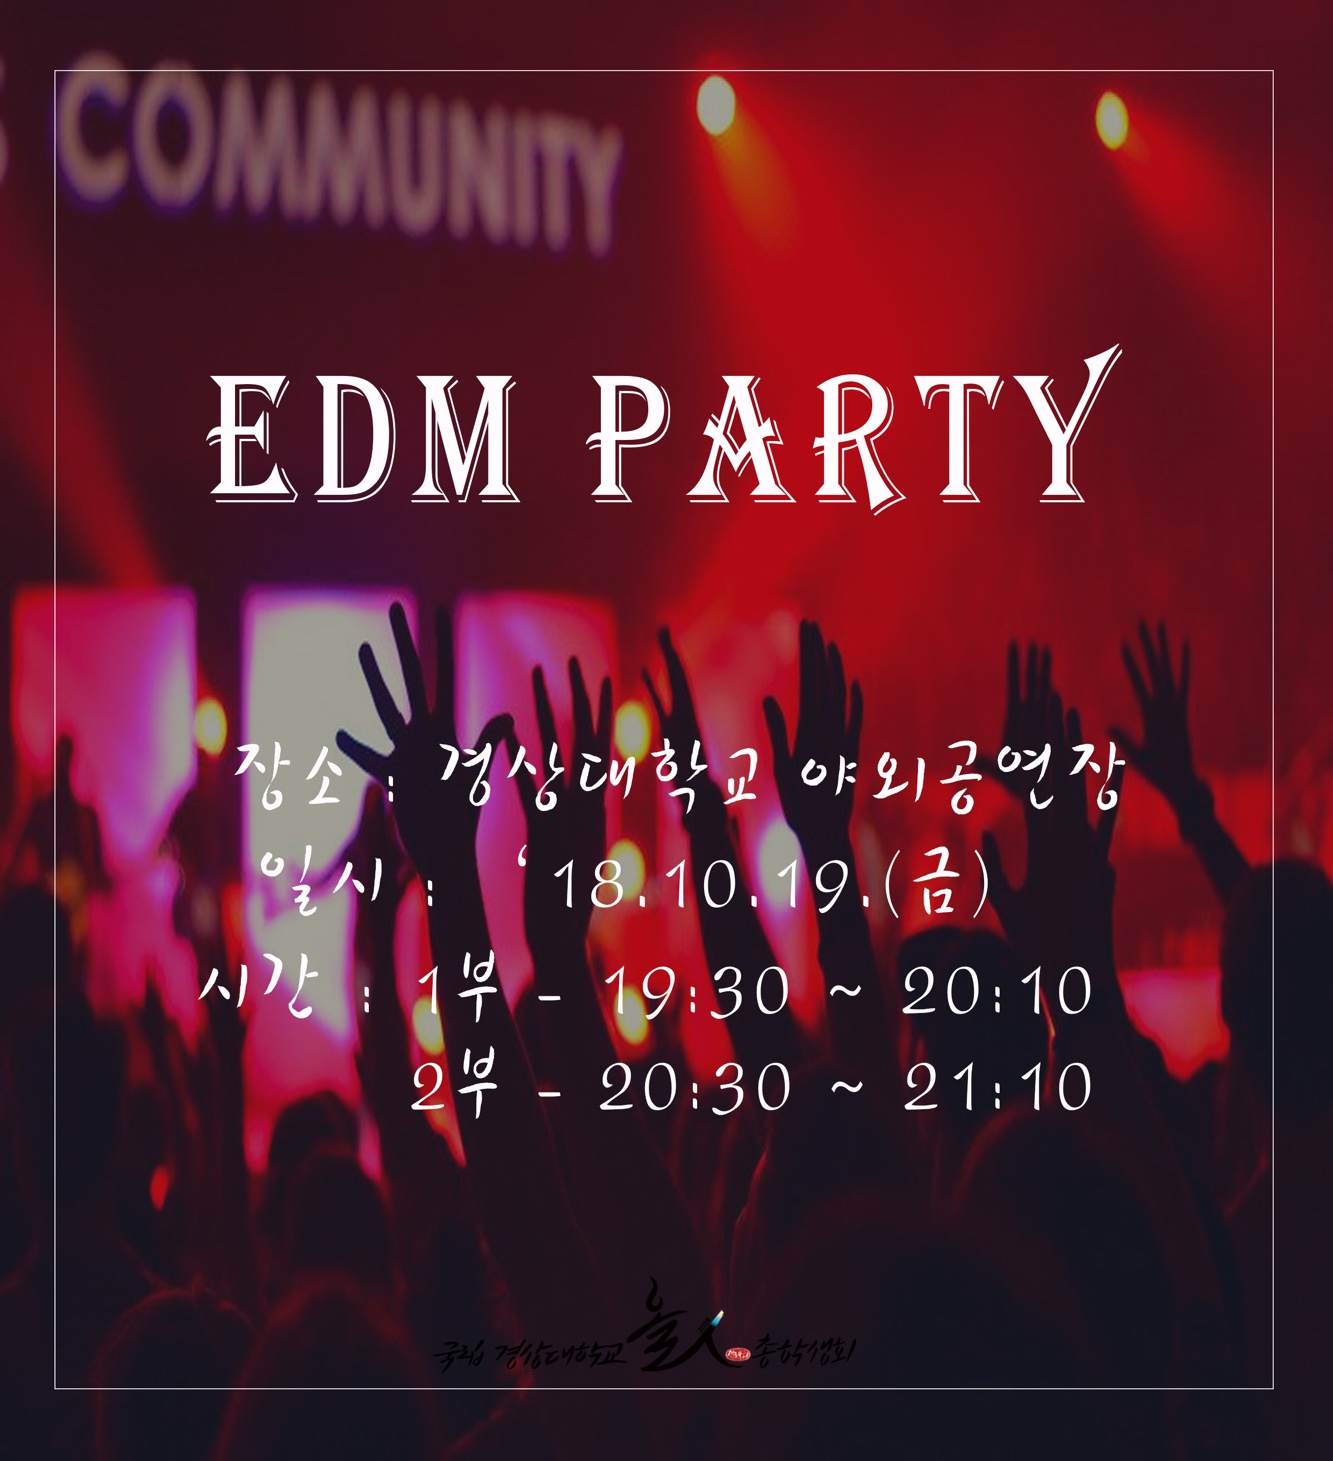 COMMUNITY
EDM PARTY
장소 : 경상대학교 야외공연장
일시 : ‘18.10.19.(금)
시간 : 1부 - 19:30 ~ 20:10
2부 - 20:30 ~ 21:10
국립 경상대학교 울人 총학생회